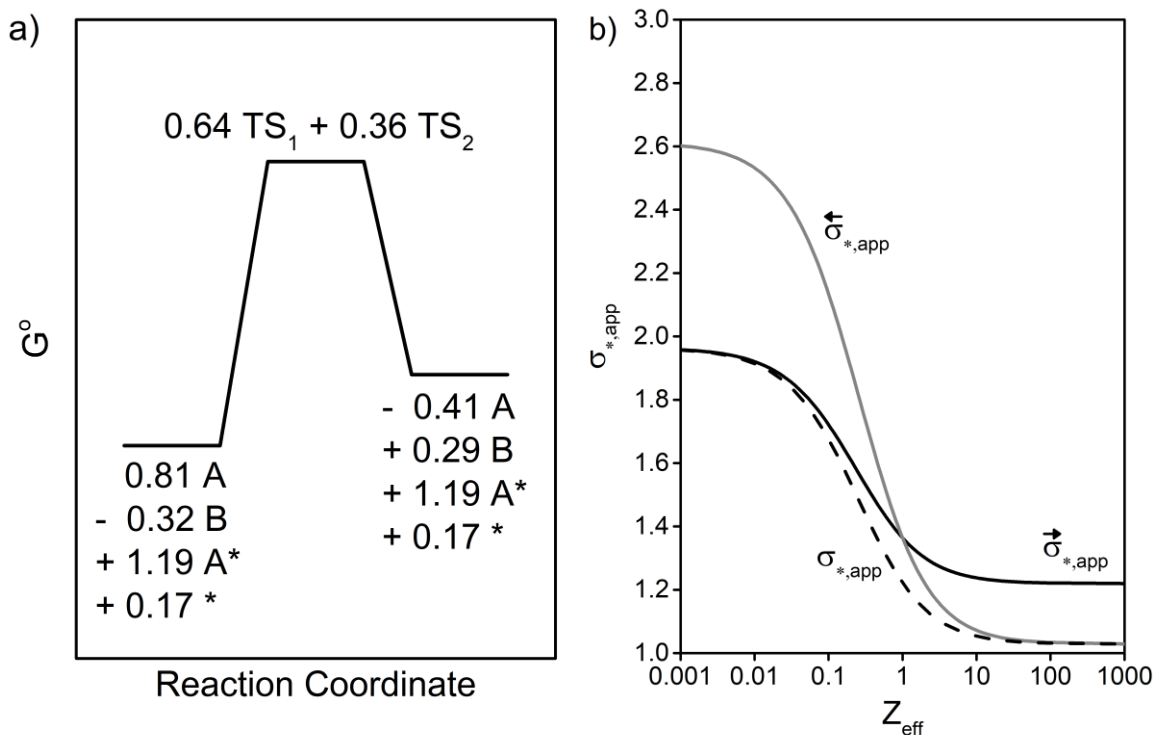 a)
0.64 TS₁ + 0.36 TS₂
G°
0.81 A
- 0.32 B
+ 1.19 A*
+ 0.17 *
- 0.41 A
+ 0.29 B
+ 1.19 A*
+ 0.17 *
Reaction Coordinate
b)
σ*,app
3.0
2.8
2.6
2.4
2.2
2.0
1.8
1.6
1.4
1.2
1.0
σ⃖*,app
σ*,app
σ⃗*,app
0.001 0.01 0.1 1 10 100 1000
Z_eff